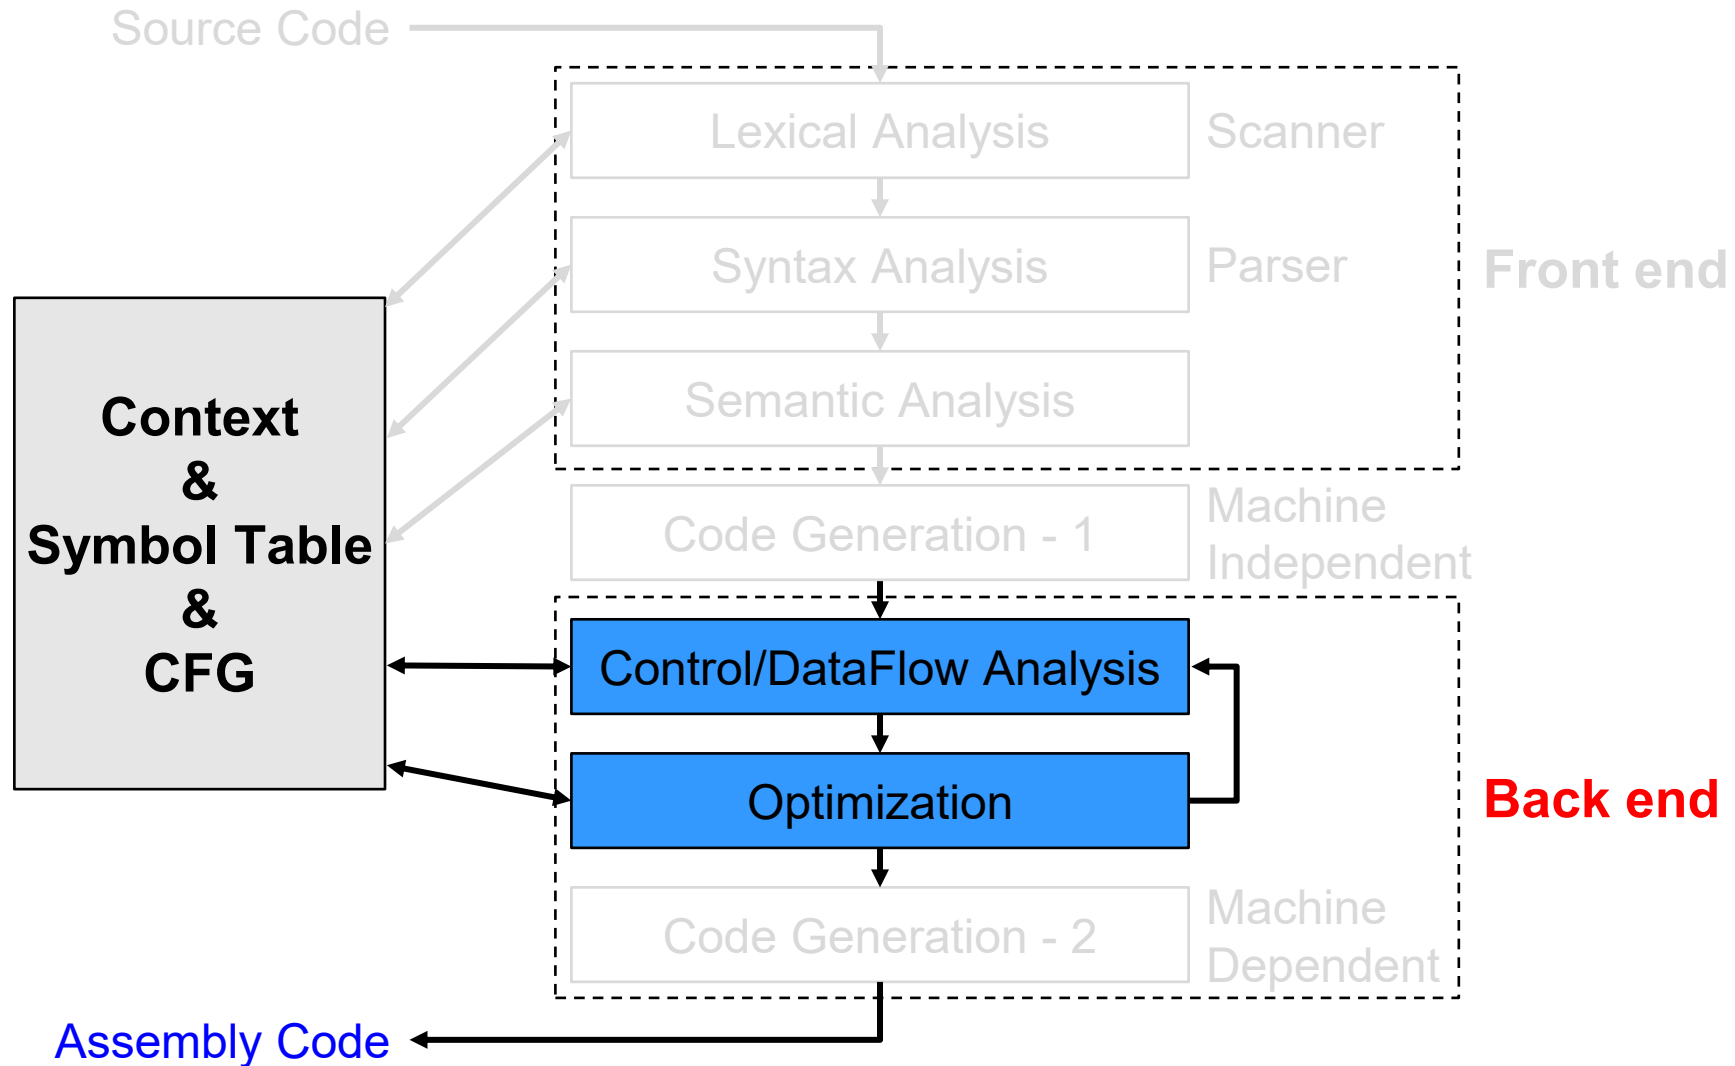 Source Code
Lexical Analysis
Scanner
Syntax Analysis
Parser
Front end
Semantic Analysis
Context
&
Symbol Table
&
CFG
Code Generation - 1
Machine
Independent
Control/DataFlow Analysis
Optimization
Back end
Code Generation - 2
Machine
Dependent
Assembly Code